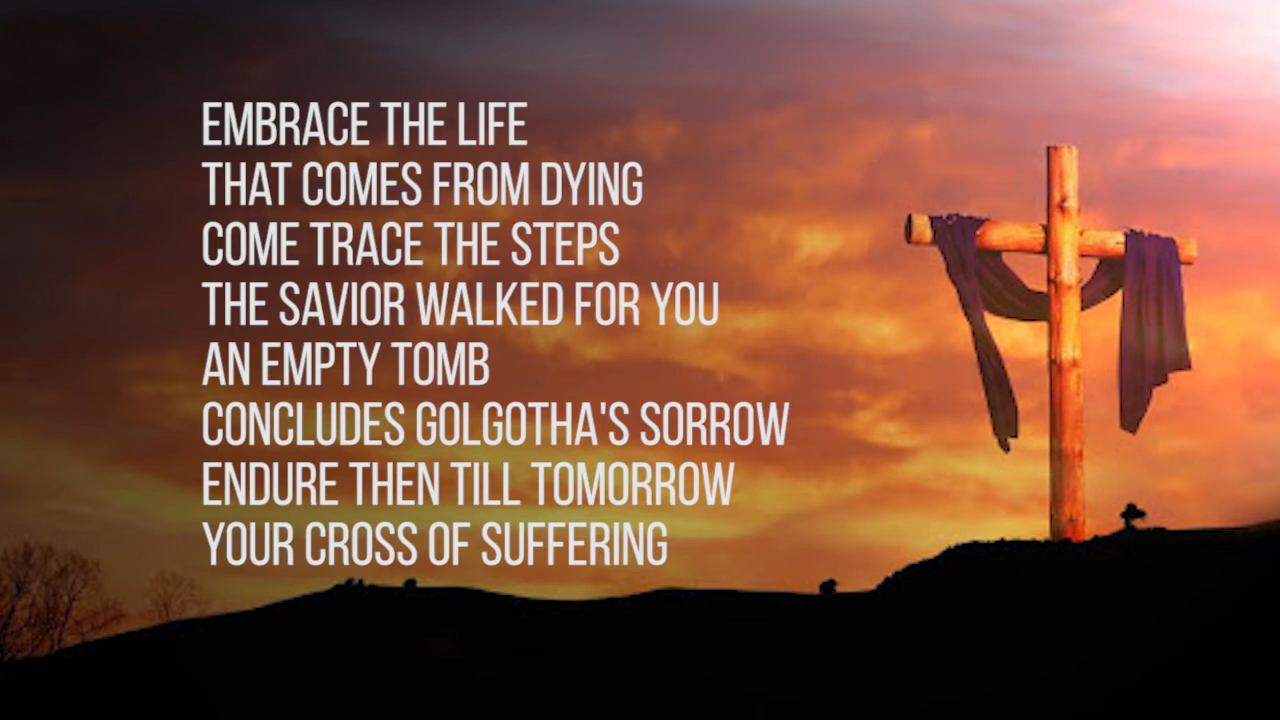 EMBRACE THE LIFE
THAT COMES FROM DYING
COME TRACE THE STEPS
THE SAVIOR WALKED FOR YOU
AN EMPTY TOMB
CONCLUDES GOLGOTHA'S SORROW
ENDURE THEN TILL TOMORROW
YOUR CROSS OF SUFFERING